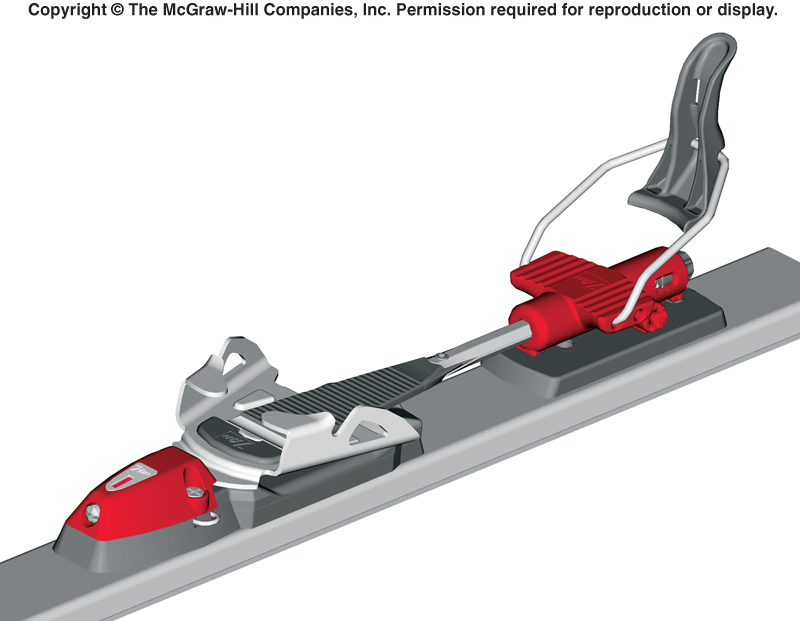 Copyright © The McGraw-Hill Companies, Inc. Permission required for reproduction or display.